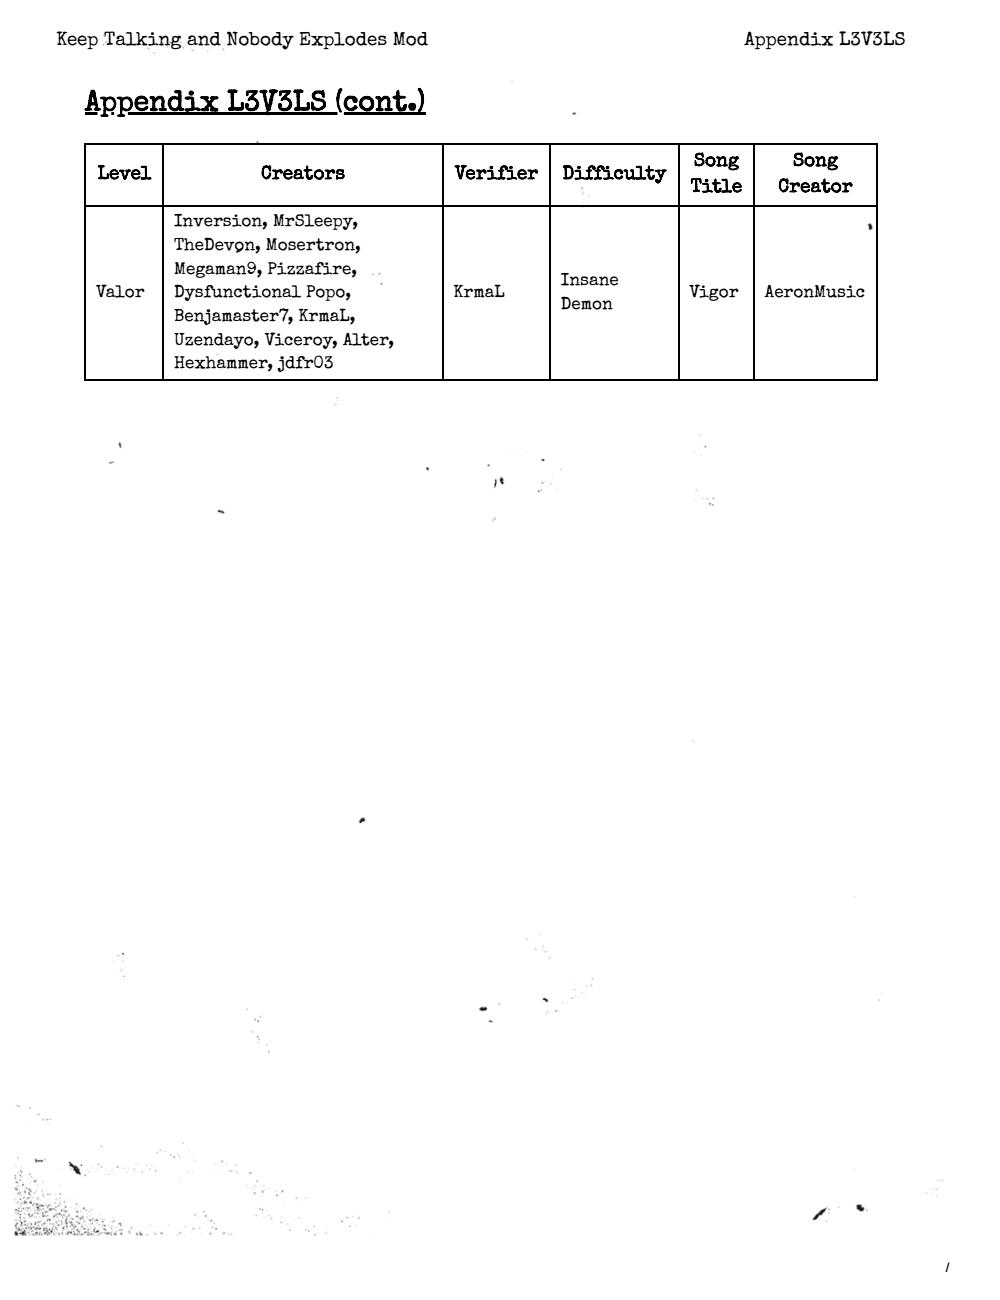 Keep Talking and Nobody Explodes Mod
Appendix L3V3LS
Appendix L3V3LS (cont.)
Level
Creators
Verifier
Difficulty
Song
Title
Song
Creator
Valor
Inversion, MrSleepy,
TheDevon, Mosertron,
Megaman9, Pizzafire,
Dysfunctional Popo,
Benjamaster7, KrmaL,
Uzendayo, Viceroy, Alter,
Hexhammer, jdfr03
KrmaL
Insane
Demon
Vigor
AeronMusic
/